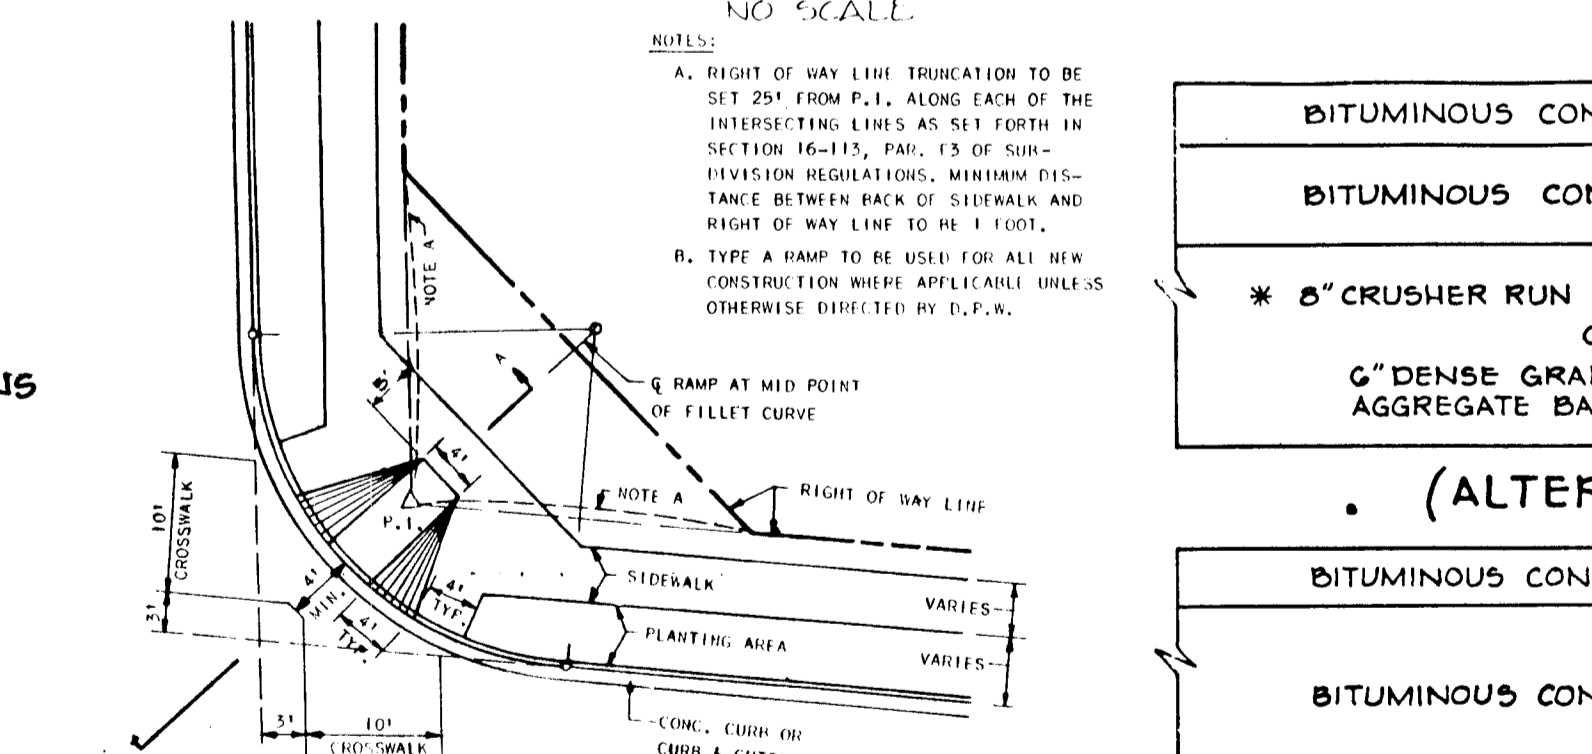 NO SCALE
NOTES:
A. RIGHT OF WAY LINE TRUNCATION TO BE
SET 25' FROM P.I. ALONG EACH OF THE
INTERSECTING LINES AS SET FORTH IN
SECTION 16-113, PAR. F3 OF SUB-
DIVISION REGULATIONS. MINIMUM DIS-
TANCE BETWEEN BACK OF SIDEWALK AND
RIGHT OF WAY LINE TO BE 1 FOOT.
B. TYPE A RAMP TO BE USED FOR ALL NEW
CONSTRUCTION WHERE APPLICABLE UNLESS
OTHERWISE DIRECTED BY D.P.W.
NOTE A
A
5'
℄ RAMP AT MID POINT
OF FILLET CURVE
4'
P.I.
NOTE A
RIGHT OF WAY LINE
10'
CROSSWALK
3'
4'
MIN.
4'
TYP.
4'
TYP.
SIDEWALK
VARIES
PLANTING AREA
VARIES
3'
10'
CROSSWALK
CONC. CURB OR
CURB &
US
BITUMINOUS CON
BITUMINOUS CON
* 8" CRUSHER RUN
6" DENSE GRA
AGGREGATE BA
(ALTER
BITUMINOUS CON
BITUMINOUS CON